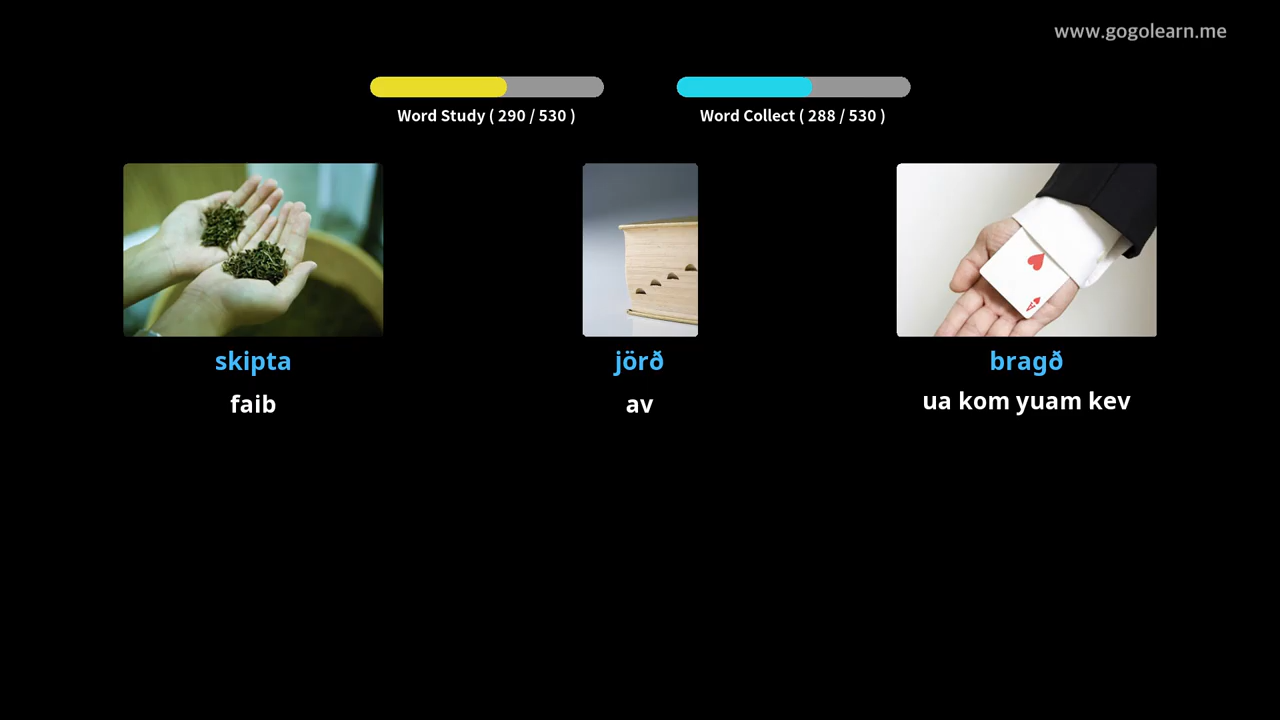 www.gogolearn.me
Word Study ( 290 / 530 )
Word Collect ( 288 / 530 )
skipta
jörð
bragð
faib
av
ua kom yuam kev